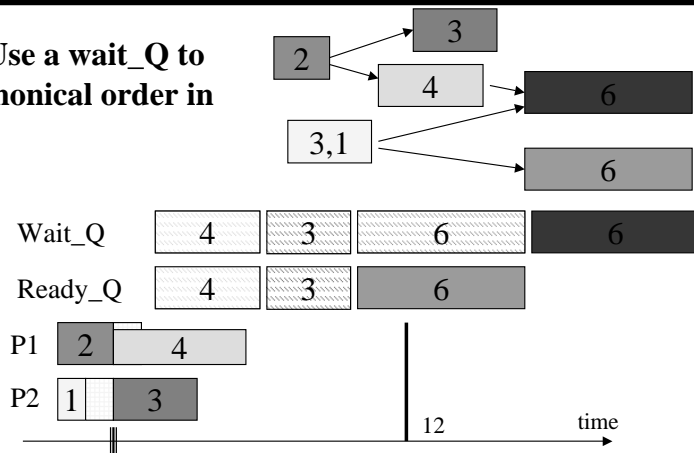 Use a wait_Q to
nonical order in
2
3
4
6
3,1
6
Wait_Q 4 3 6 6
Ready_Q 4 3 6
P1 2 4
P2 1 3
12 time